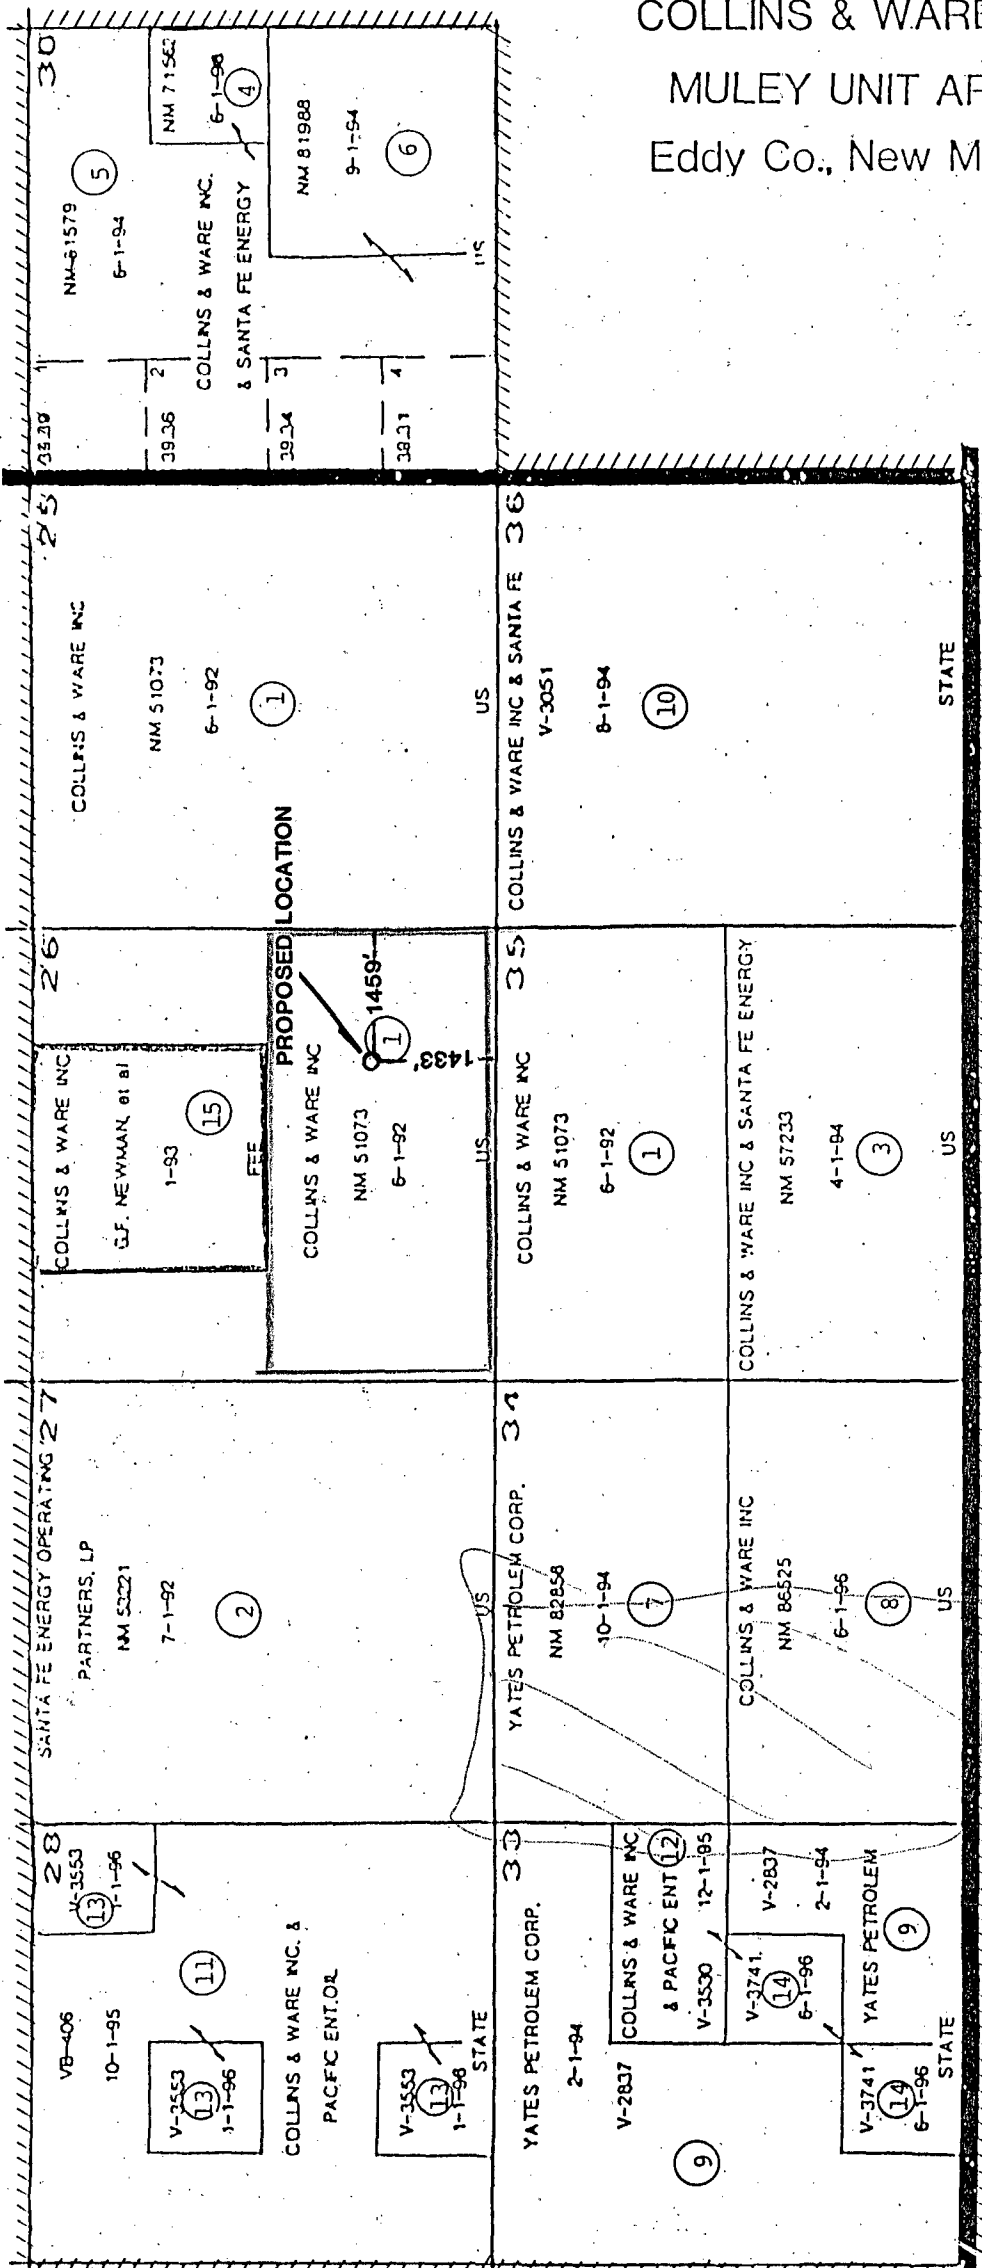 COLLINS & WARE
MULEY UNIT
Eddy Co., New M
28
VB-406
10-1-95
V-3553
13
1-1-96
11
V-3553
13
1-1-96
COLLINS & WARE INC. &
PACIFIC ENT. OIL
V-3553
13
1-1-96
STATE
27
SANTA FE ENERGY OPERATING
PARTNERS, LP
7-1-92
2
US
26
COLLINS & WARE INC
G.F. NEWMAN, et al
1-93
15
FEE
PROPOSED LOCATION
COLLINS & WARE INC
1459'
1
1433'
NM 51073
6-1-92
US
25
COLLINS & WARE INC
NM 51073
6-1-92
1
US
30
NM 81579
5
6-1-94
NM 71562
6-1-98
4
COLLINS & WARE INC.
& SANTA FE ENERGY
NM 81988
9-1-94
6
US
1
39.36
2
39.34
3
39.31
4
33
YATES PETROLEM CORP.
2-1-94
V-2837
9
COLLINS & WARE INC
& PACIFIC ENT
12
V-3530
12-1-95
V-3741
14
6-1-96
V-2837
2-1-94
YATES PETROLEM
9
V-3741
14
6-1-96
STATE
34
YATES PETROLEM CORP.
NM 82858
10-1-94
7
COLLINS & WARE INC
NM 86525
6-1-96
8
US
35
COLLINS & WARE INC
NM 51073
6-1-92
1
COLLINS & WARE INC & SANTA FE ENERGY
NM 57233
4-1-94
3
US
36
COLLINS & WARE INC & SANTA FE
V-3051
8-1-94
10
STATE